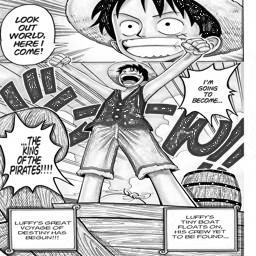 LOOK
OUT
WORLD,
HERE I
COME!
I'M
GOING
TO
BECOME...
...THE
KING
OF THE
PIRATES!!!!
LUFFY'S GREAT
VOYAGE OF
DESTINY HAS
BEGUN!!!
LUFFY'S
TINY BOAT
FLOATS ON,
HIS CREW YET
TO BE FOUND...